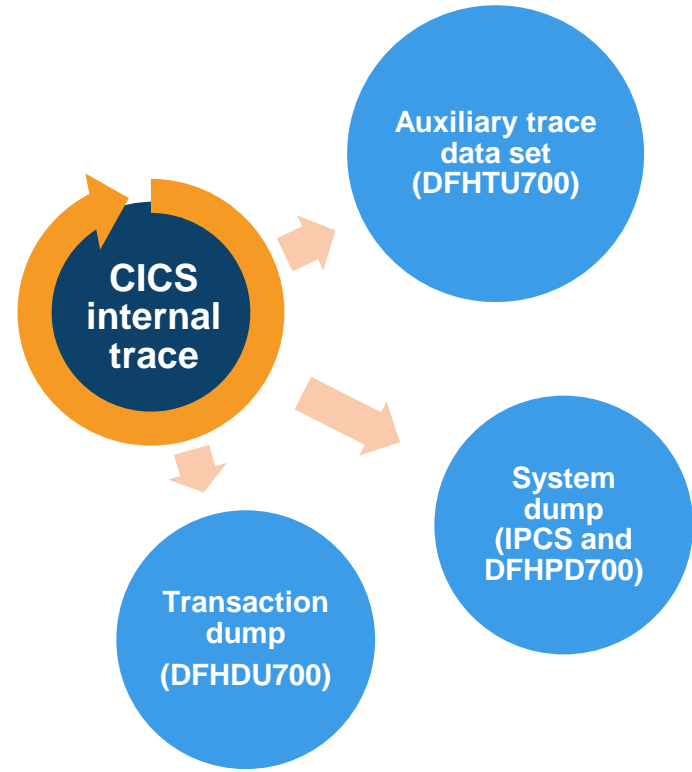 Auxiliary trace
data set
(DFHTU700)
CICS
internal
trace
System
dump
(IPCS and
DFHPD700)
Transaction
dump
(DFHDU700)